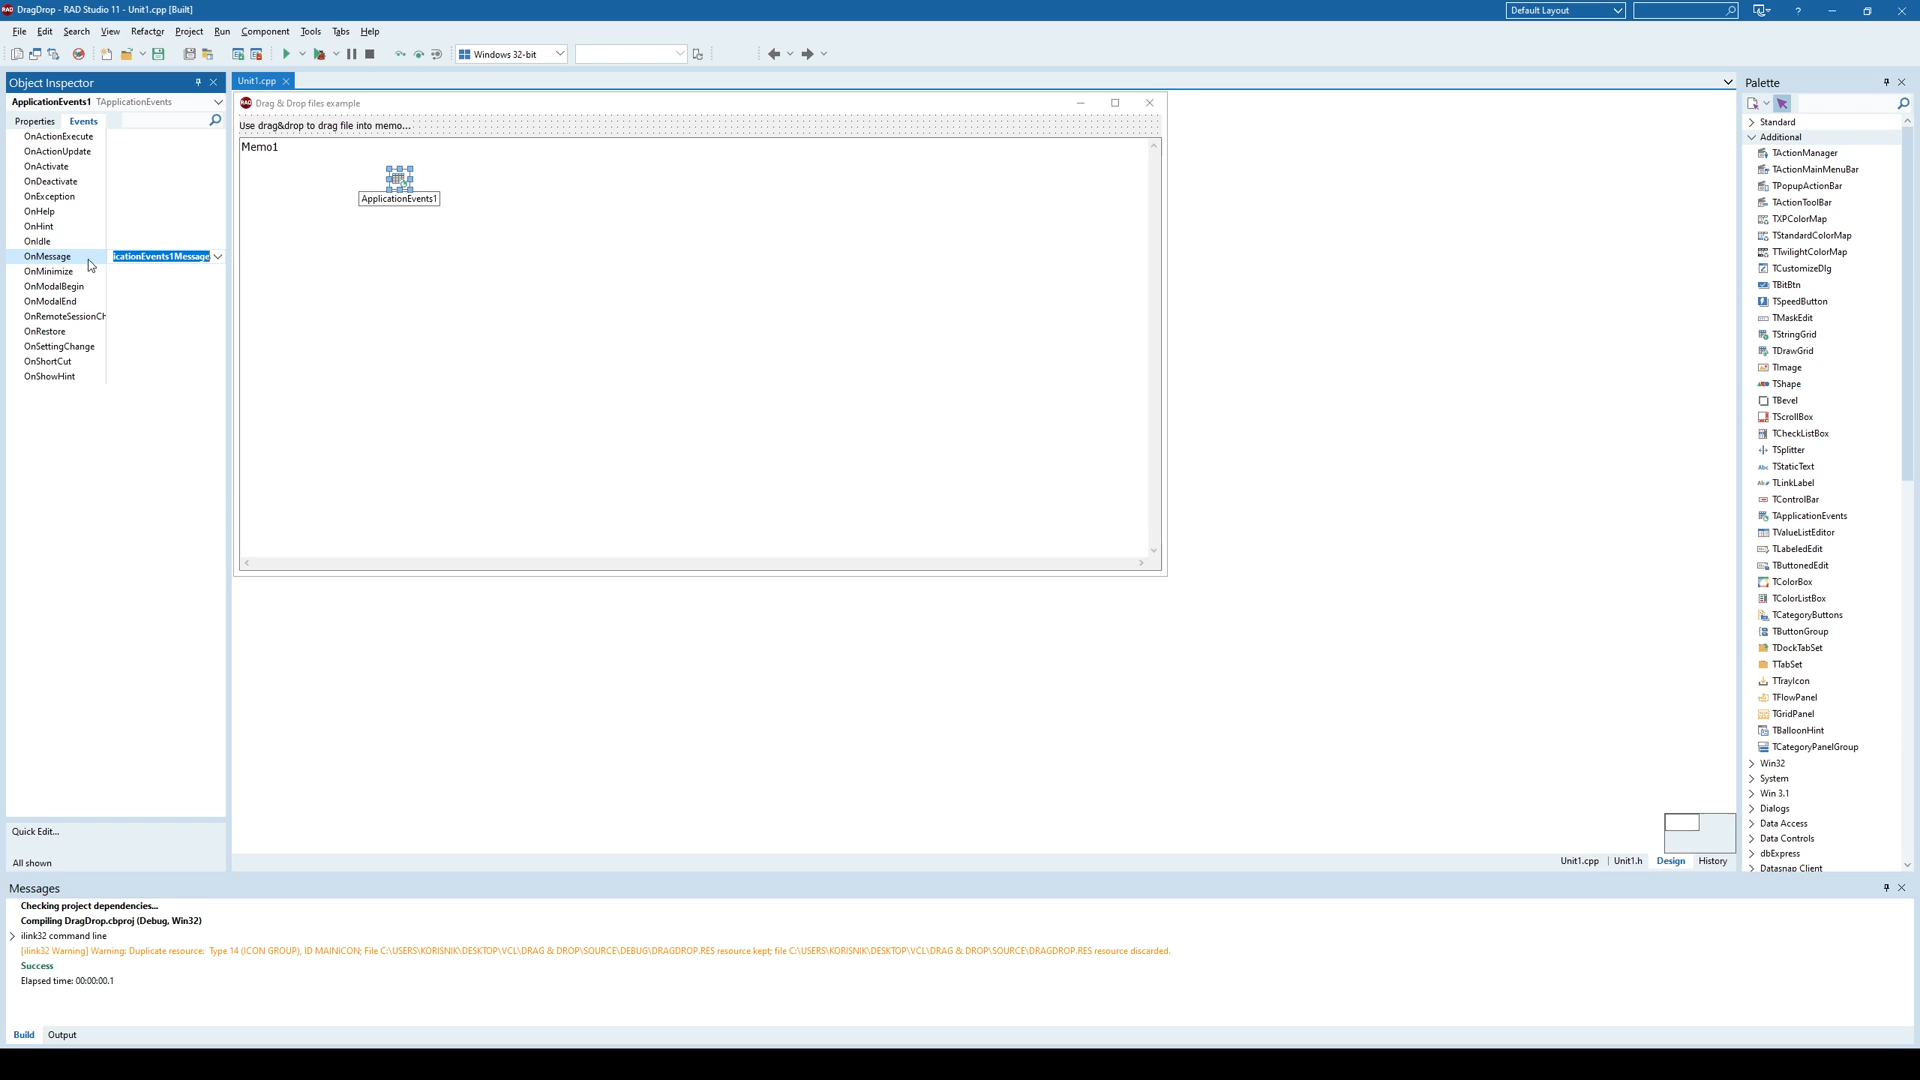 DragDrop - RAD Studio 11 - Unit1.cpp [Built]
Default Layout
File Edit Search View Refactor Project Run Component Tools Tabs Help
Windows 32-bit
Object Inspector
ApplicationEvents1 TApplicationEvents
Properties Events
OnActionExecute
OnActionUpdate
OnActivate
OnDeactivate
OnException
OnHelp
OnHint
OnIdle
OnMessage icationEvents1Message
OnMinimize
OnModalBegin
OnModalEnd
OnRemoteSessionCh
OnRestore
OnSettingChange
OnShortCut
OnShowHint
Quick Edit...
All shown
Unit1.cpp
Drag & Drop files example
Use drag&drop to drag file into memo...
Memo1
ApplicationEvents1
Unit1.cpp Unit1.h Design History
Palette
Standard
Additional
TActionManager
TActionMainMenuBar
TPopupActionBar
TActionToolBar
TXPColorMap
TStandardColorMap
TTwilightColorMap
TCustomizeDlg
TBitBtn
TSpeedButton
TMaskEdit
TStringGrid
TDrawGrid
TImage
TShape
TBevel
TScrollBox
TCheckListBox
TSplitter
TStaticText
TLinkLabel
TControlBar
TApplicationEvents
TValueListEditor
TLabeledEdit
TButtonedEdit
TColorBox
TColorListBox
TCategoryButtons
TButtonGroup
TDockTabSet
TTabSet
TTrayIcon
TFlowPanel
TGridPanel
TBalloonHint
TCategoryPanelGroup
Win32
System
Win 3.1
Dialogs
Data Access
Data Controls
dbExpress
Datasnap Client
Messages
Checking project dependencies...
Compiling DragDrop.cbproj (Debug, Win32)
ilink32 command line
[ilink32 Warning] Warning: Duplicate resource: Type 14 (ICON GROUP), ID MAINICON; File C:\USERS\KORISNIK\DESKTOP\VCL\DRAG & DROP\SOURCE\DEBUG\DRAGDROP.RES resource kept; file C:\USERS\KORISNIK\DESKTOP\VCL\DRAG & DROP\SOURCE\DRAGDROP.RES resource discarded.
Success
Elapsed time: 00:00:00.1
Build Output